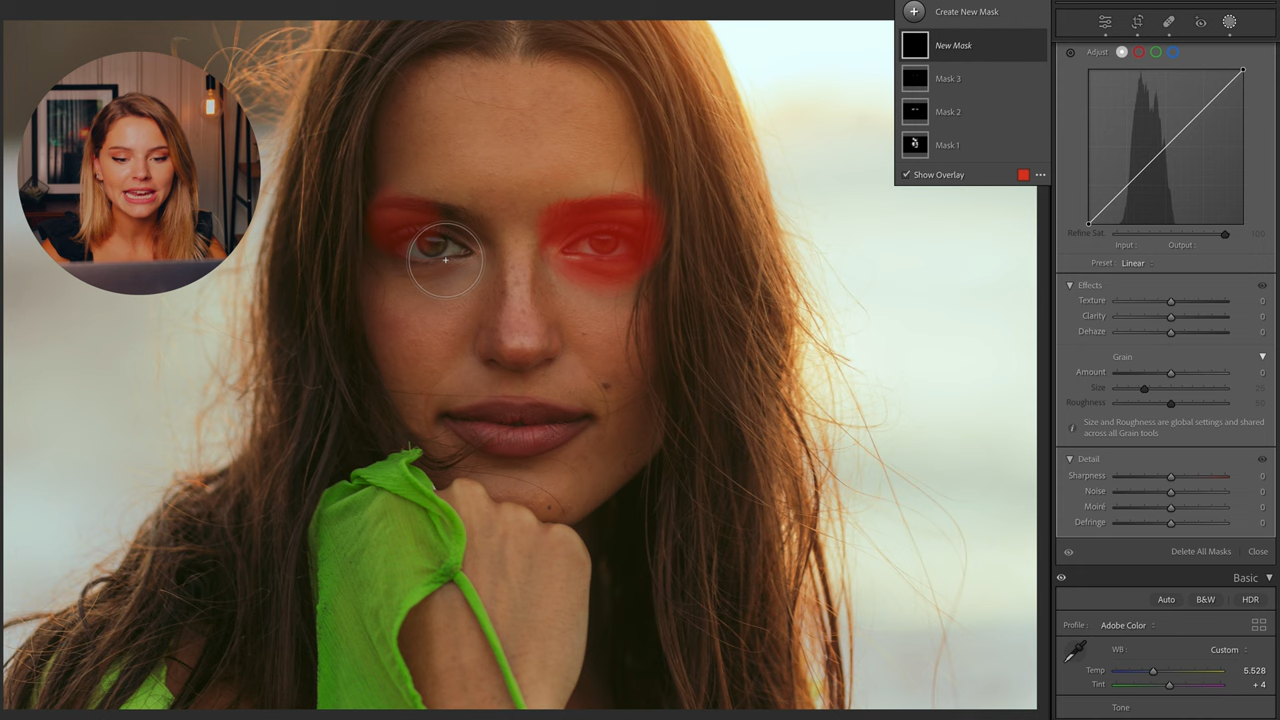 Create New Mask
New Mask
Mask 3
Mask 2
Mask 1
Show Overlay
Adjust
Refine Sat. 100
Input : Output :
Preset : Linear
Effects
Texture 0
Clarity 0
Dehaze 0
Grain
Amount 0
Size 25
Roughness 50
Size and Roughness are global settings and shared
across all Grain tools
Detail
Sharpness 0
Noise 0
Moiré 0
Defringe 0
Delete All Masks Close
Basic
Auto B&W HDR
Profile : Adobe Color
WB : Custom
Temp 5.528
Tint + 4
Tone